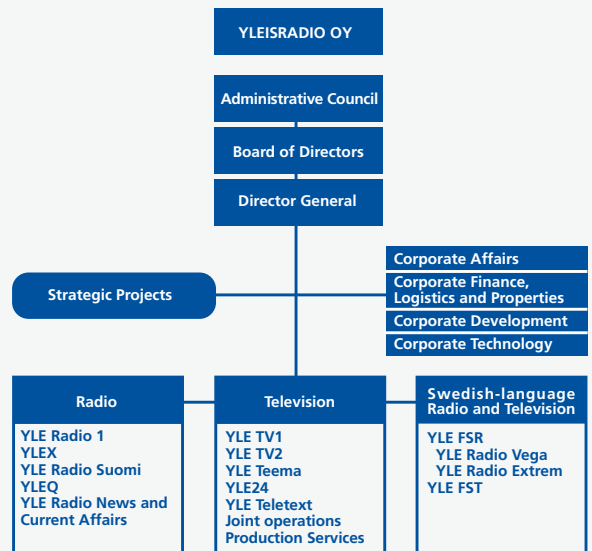 YLEISRADIO OY
Administrative Council
Board of Directors
Director General
Strategic Projects
Corporate Affairs
Corporate Finance,
Logistics and Properties
Corporate Development
Corporate Technology
Radio
YLE Radio 1
YLEX
YLE Radio Suomi
YLEQ
YLE Radio News and
Current Affairs
Television
YLE TV1
YLE TV2
YLE Teema
YLE24
YLE Teletext
Joint operations
Production Services
Swedish-language
Radio and Television
YLE FSR
YLE Radio Vega
YLE Radio Extrem
YLE FST